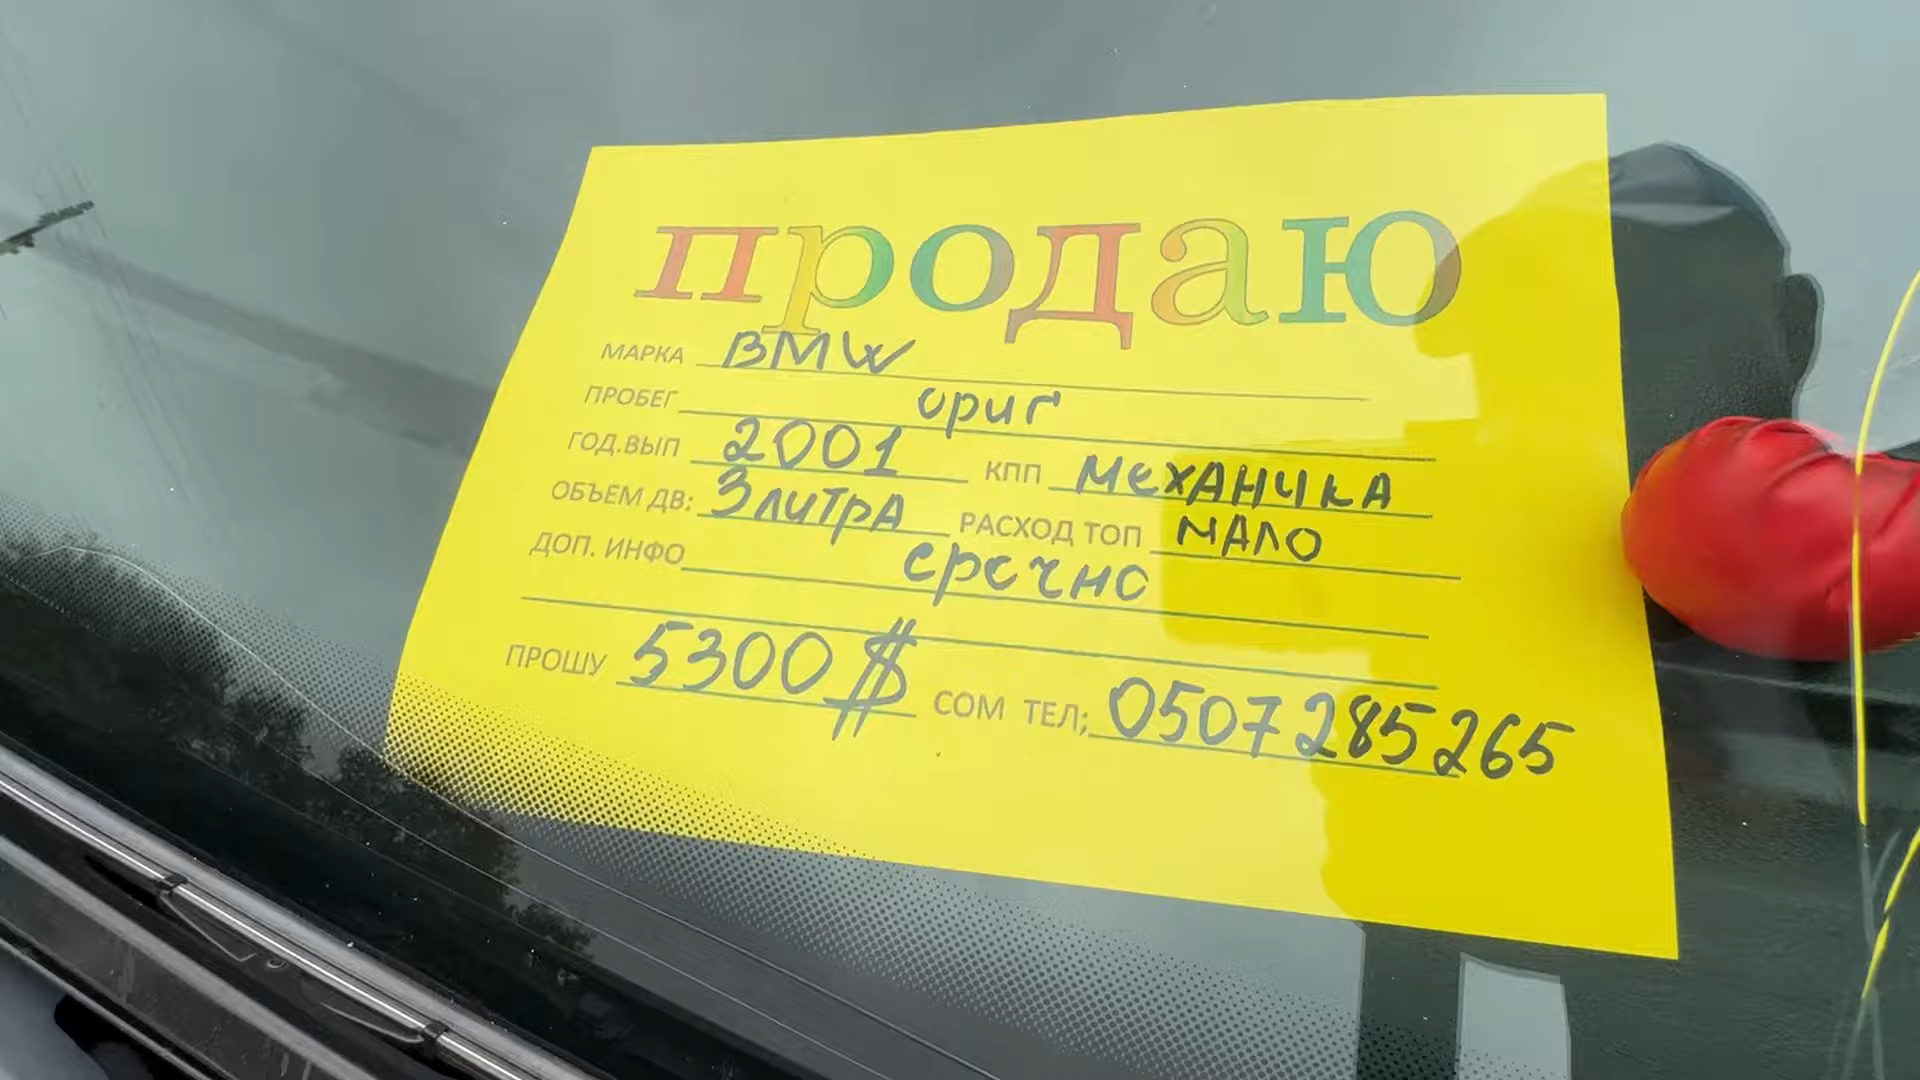 продаю
МАРКА BMW
ПРОБЕГ ориг
ГОД.ВЫП 2001 КПП механика
ОБЪЕМ ДВ: 3литра РАСХОД ТОП мало
ДОП. ИНФО срочно
ПРОШУ 5300$ СОМ ТЕЛ; 0507285265